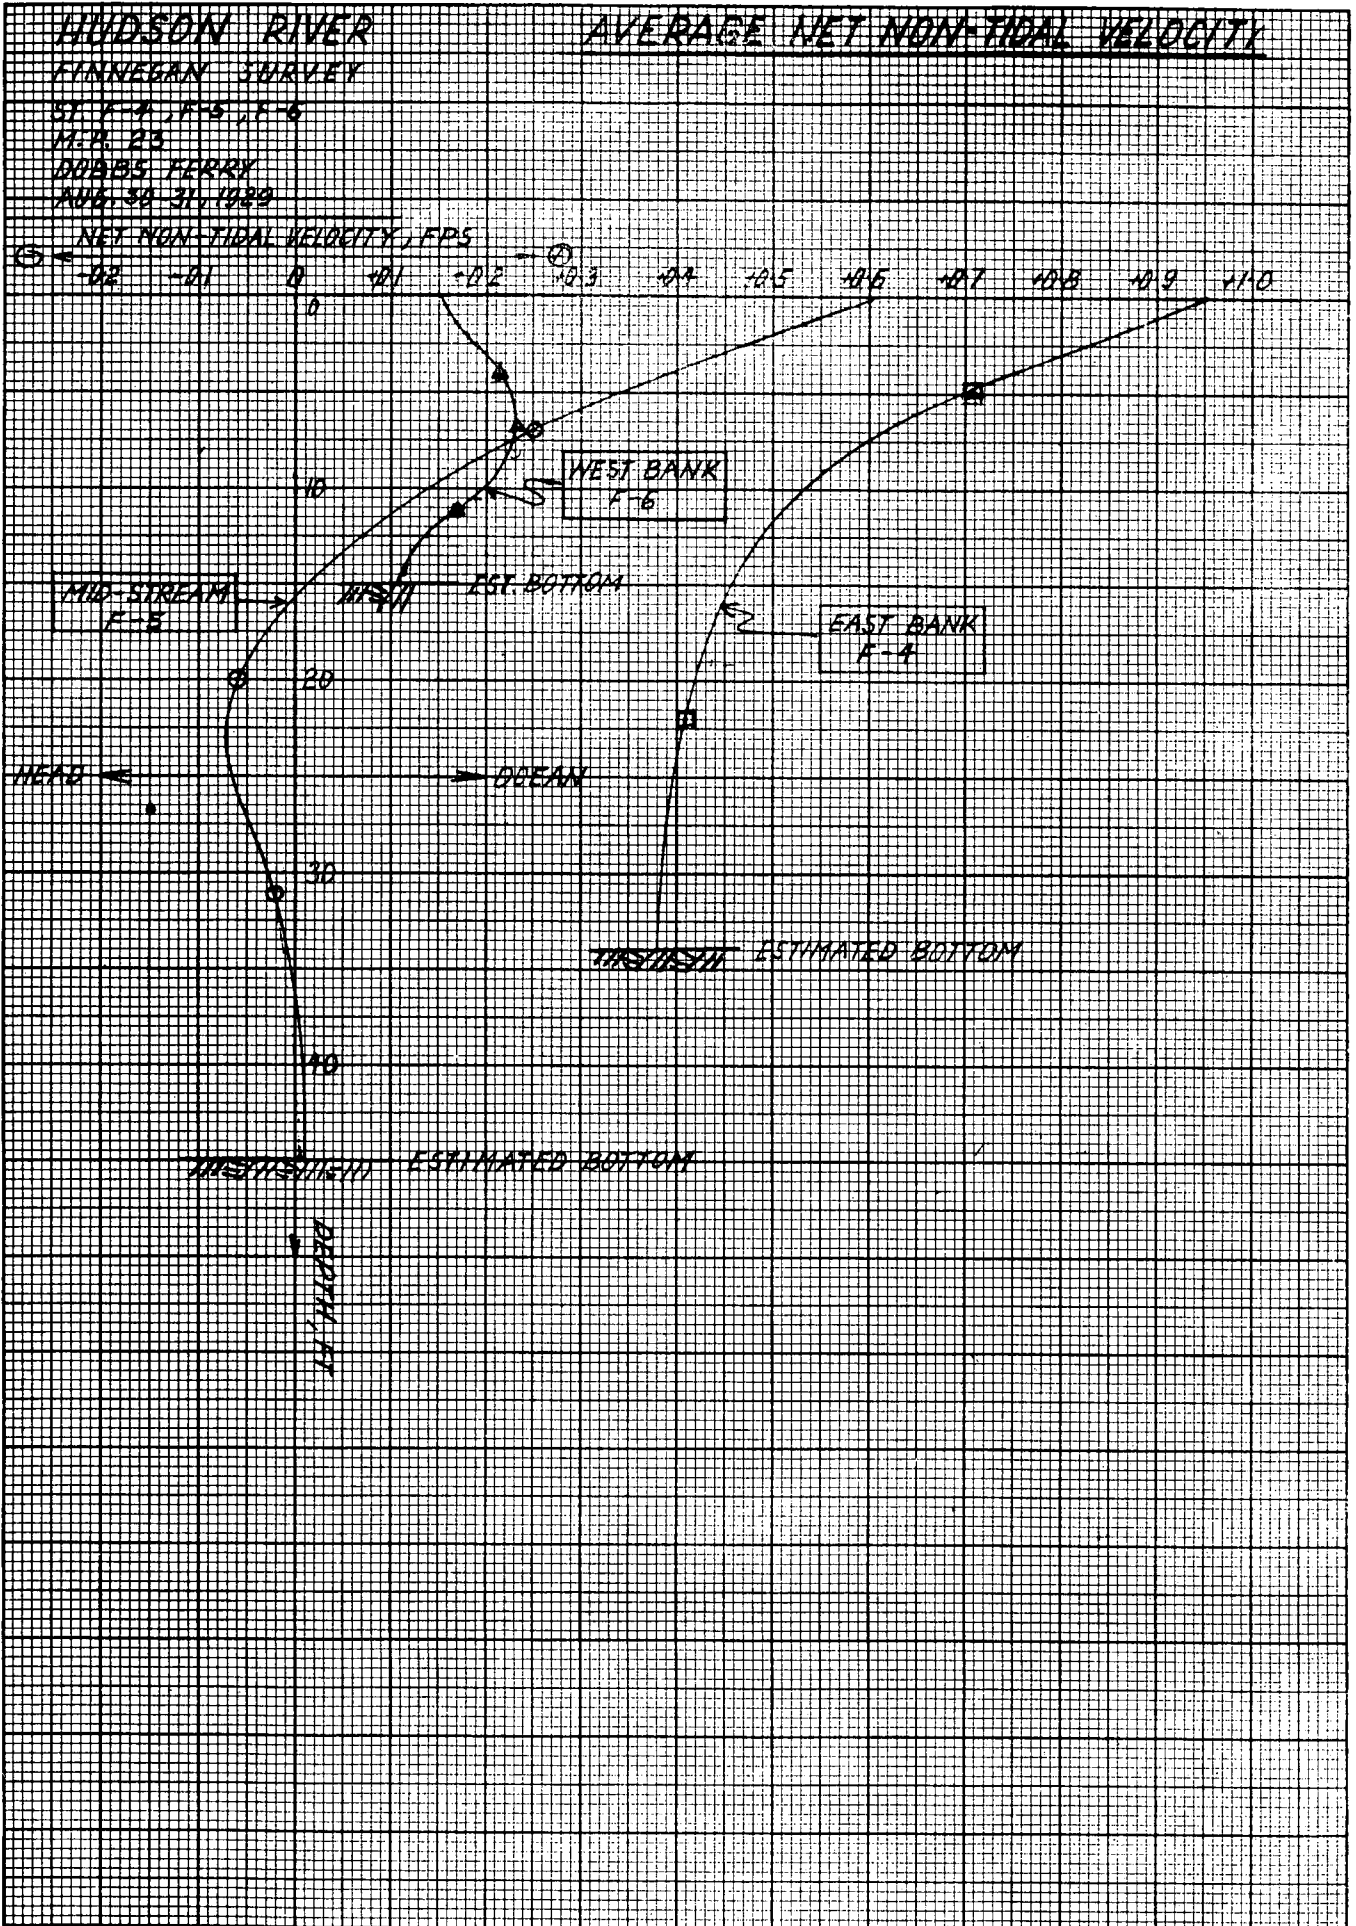 HUDSON RIVER
AVERAGE NET NON-TIDAL VELOCITY
FINNEGAN SURVEY
ST F-4, F-5, F-6
M.P. 23
DOBBS FERRY
AUG. 30-31, 1929
NET NON-TIDAL VELOCITY, FPS
- +
-0.2 -0.1 0 +0.1 +0.2 +0.3 +0.4 +0.5 +0.6 +0.7 +0.8 +0.9 +1.0
0
WEST BANK
F-6
10
EST. BOTTOM
MID-STREAM
F-5
EAST BANK
F-4
20
HEAD OCEAN
30
ESTIMATED BOTTOM
40
ESTIMATED BOTTOM
DEPTH, FT